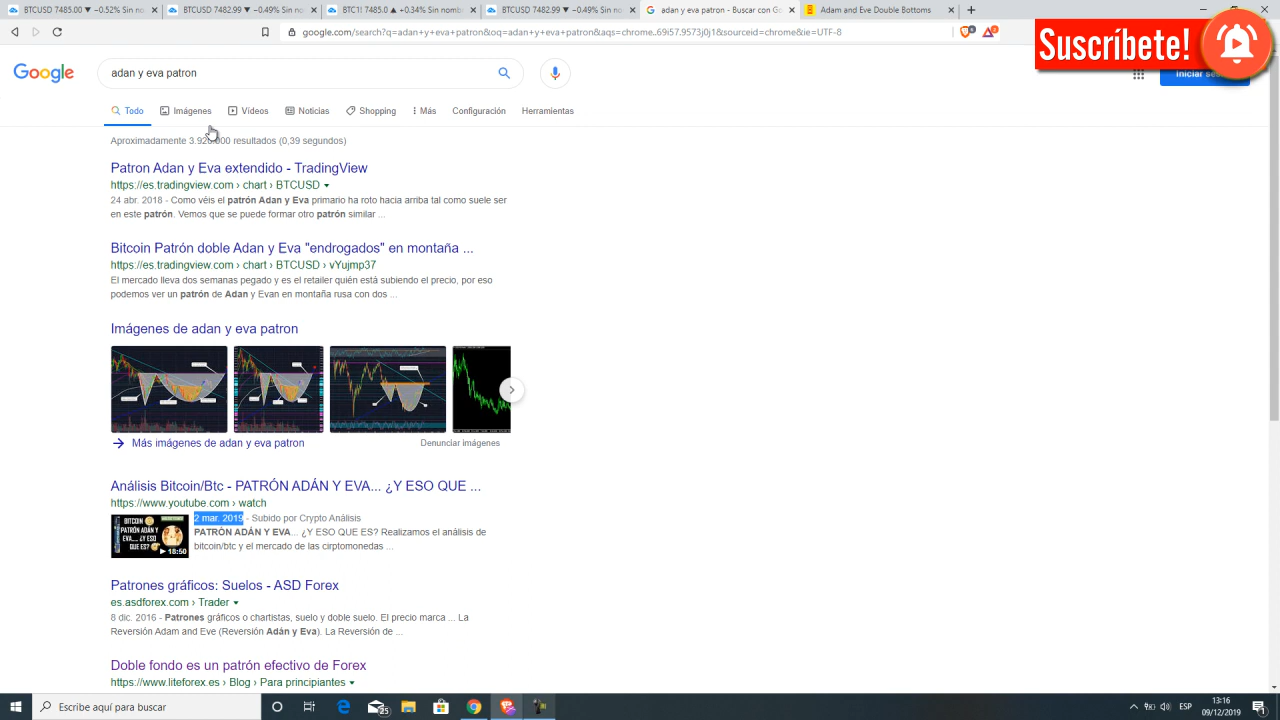 BTCUSD 7485.00 ▲ −0.52% Sin n
BTCUSD 7482.99 ▼ −0.49% Sin n
BTC1! 7485.0 ▲ +0.34% Sin nomb
BTCUSD 7482.99 ▼ −0.49% Sin n
adan y eva patron - Buscar con Go
Adam and Eve Double Bottoms
google.com/search?q=adan+y+eva+patron&oq=adan+y+eva+patron&aqs=chrome..69i57.9573j0j1&sourceid=chrome&ie=UTF-8
Suscríbete!
Google
adan y eva patron
Iniciar se
Todo
Imágenes
Vídeos
Noticias
Shopping
Más
Configuración
Herramientas
Aproximadamente resultados (0,39 segundos)
Patron Adan y Eva extendido - TradingView
https://es.tradingview.com › chart › BTCUSD
24 abr. 2018 - Como véis el patrón Adan y Eva primario ha roto hacia arriba tal como suele ser
en este patrón. Vemos que se puede formar otro patrón similar ...
Bitcoin Patrón doble Adan y Eva "endrogados" en montaña ...
https://es.tradingview.com › chart › BTCUSD › vYujmp37
El mercado lleva dos semanas pegado y es el retailer quién está subiendo el precio, por eso
podemos ver un patrón de Adan y Evan en montaña rusa con dos ...
Imágenes de adan y eva patron
Más imágenes de adan y eva patron
Denunciar imágenes
Análisis Bitcoin/Btc - PATRÓN ADÁN Y EVA... ¿Y ESO QUE ...
https://www.youtube.com › watch
BITCOIN
PATRÓN ADÁN Y
EVA... ¿Y ESO
QUE ES?
18:50
2 mar. 2019 - Subido por Crypto Análisis
PATRÓN ADÁN Y EVA... ¿Y ESO QUE ES? Realizamos el análisis de
bitcoin/btc y el mercado de las cirptomonedas ...
Patrones gráficos: Suelos - ASD Forex
es.asdforex.com › Trader
8 dic. 2016 - Patrones gráficos o chartistas, suelo y doble suelo. El precio marca ... La
Reversión Adam and Eve (Reversión Adán y Eva). La Reversión de ...
Doble fondo es un patrón efectivo de Forex
https://www.liteforex.es › Blog › Para principiantes
Escribe aquí para buscar
25
ESP
13:16
09/12/2019
1